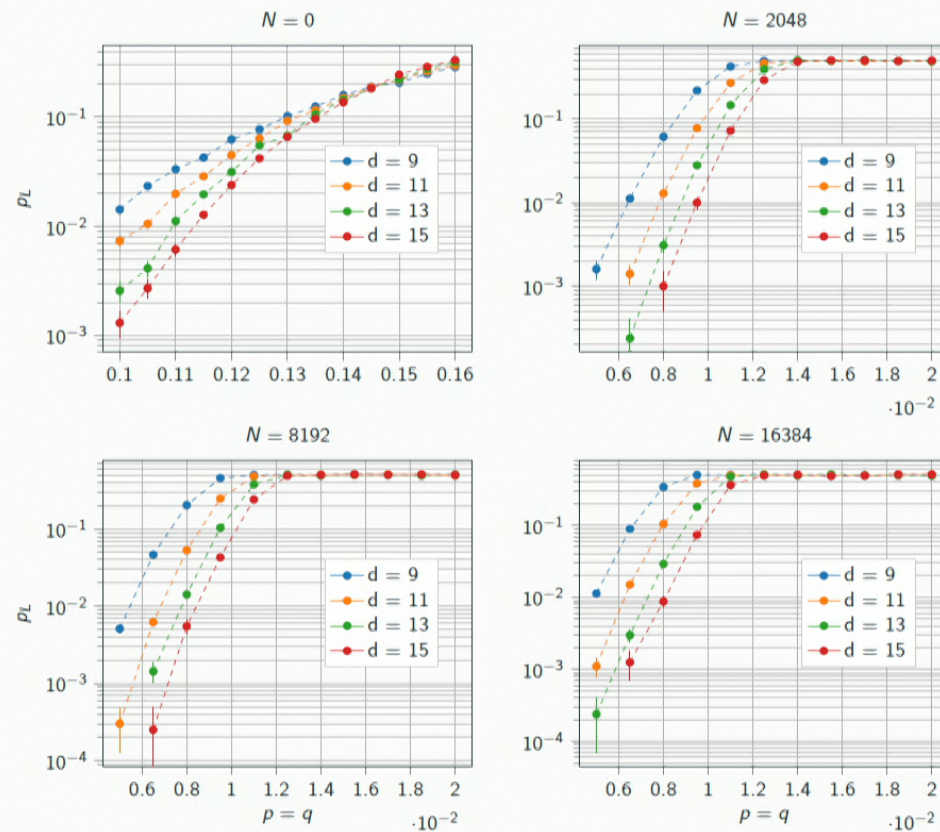 N = 0
p_L
10^{-1}
10^{-2}
10^{-3}
d = 9
d = 11
d = 13
d = 15
0.1 0.11 0.12 0.13 0.14 0.15 0.16
N = 2048
10^{-1}
10^{-2}
10^{-3}
d = 9
d = 11
d = 13
d = 15
0.6 0.8 1 1.2 1.4 1.6 1.8 2
·10^{-2}
N = 8192
p_L
10^{-1}
10^{-2}
10^{-3}
10^{-4}
d = 9
d = 11
d = 13
d = 15
0.6 0.8 1 1.2 1.4 1.6 1.8 2
p = q
·10^{-2}
N = 16384
10^{-1}
10^{-2}
10^{-3}
10^{-4}
d = 9
d = 11
d = 13
d = 15
0.6 0.8 1 1.2 1.4 1.6 1.8 2
p = q
·10^{-2}